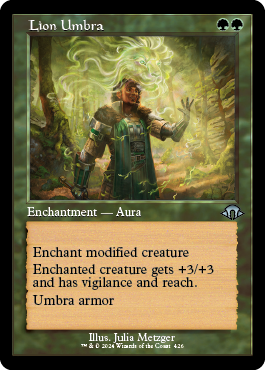 Lion Umbra
Enchantment — Aura
Enchant modified creature
Enchanted creature gets +3/+3
and has vigilance and reach.
Umbra armor
Illus. Julia Metzger
™ & © 2024 Wizards of the Coast 426